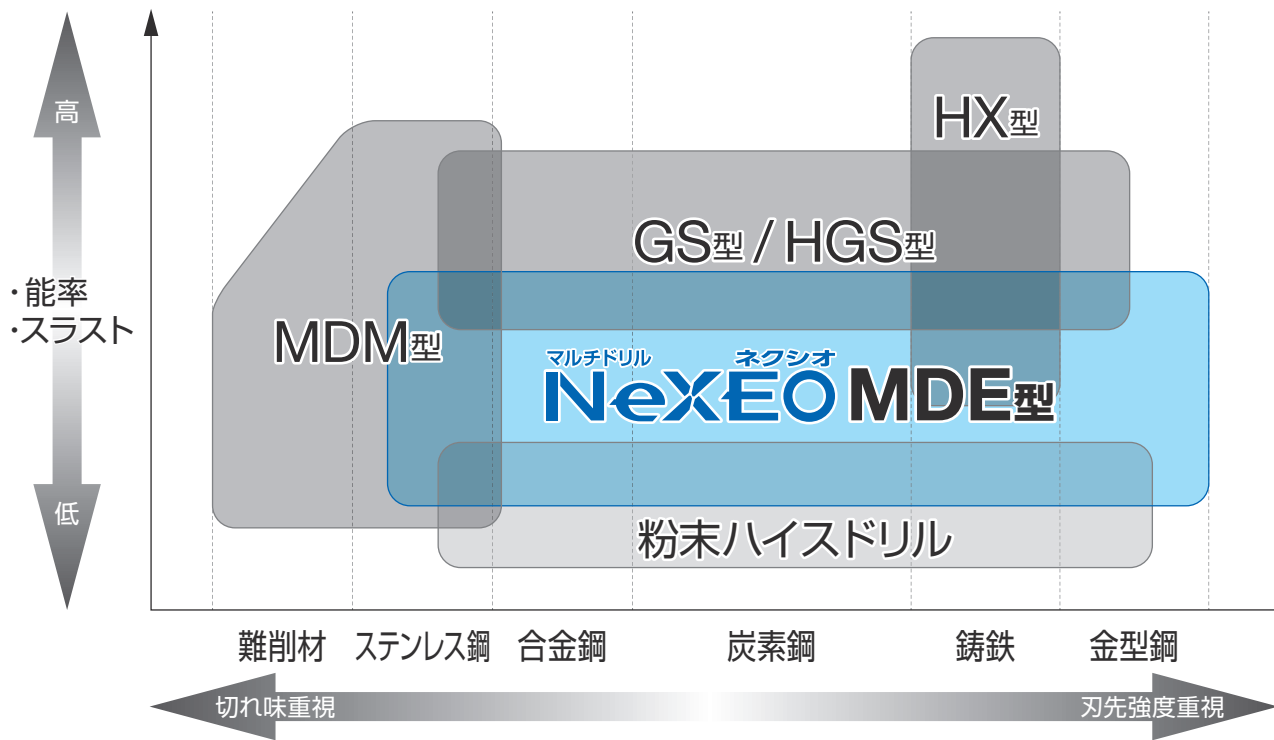 高
・能率
・スラスト
低
HX型
GS型 / HGS型
MDM型
マルチドリル ネクシオ
NeXEO MDE型
粉末ハイスドリル
難削材 ステンレス鋼 合金鋼 炭素鋼 鋳鉄 金型鋼
切れ味重視 刃先強度重視